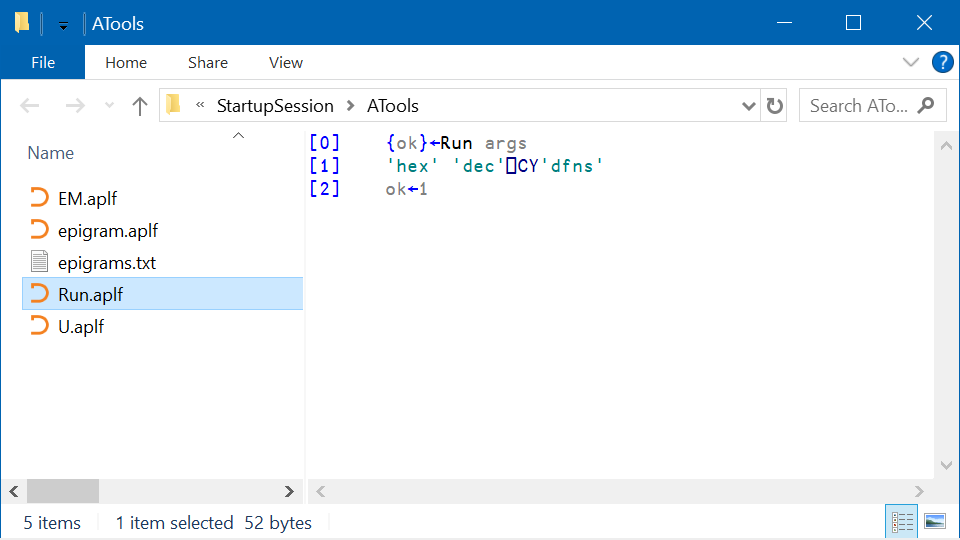 ATools
File Home Share View
« StartupSession > ATools Search ATo...
Name
EM.aplf
epigram.aplf
epigrams.txt
Run.aplf
U.aplf
[0] {ok}←Run args
[1] 'hex' 'dec'⎕CY'dfns'
[2] ok←1
5 items 1 item selected 52 bytes